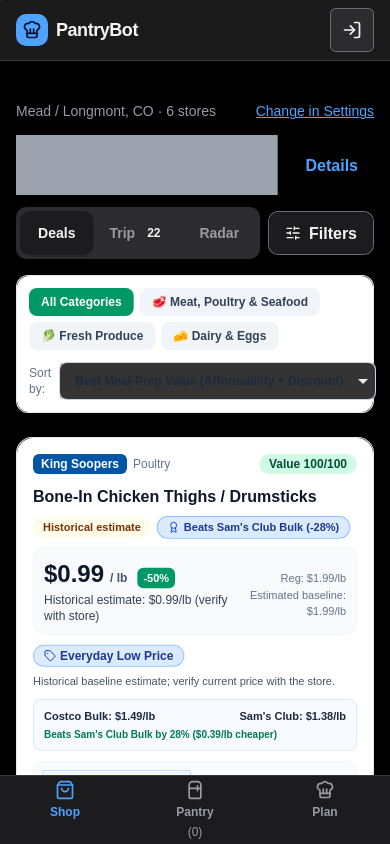 PantryBot
Mead / Longmont, CO · 6 stores
Change in Settings
Details
Deals
Trip 22
Radar
Filters
All Categories
🥩 Meat, Poultry & Seafood
🥬 Fresh Produce
🧀 Dairy & Eggs
Sort by:
Best Meat-Prep Value (Affordability + Discount)
King Soopers
Poultry
Value 100/100
Bone-In Chicken Thighs / Drumsticks
Historical estimate
Beats Sam's Club Bulk (-28%)
$0.99 / lb
-50%
Historical estimate: $0.99/lb (verify
with store)
Reg: $1.99/lb
Estimated baseline:
$1.99/lb
Everyday Low Price
Historical baseline estimate; verify current price with the store.
Costco Bulk: $1.49/lb
Sam's Club: $1.38/lb
Beats Sam's Club Bulk by 28% ($0.39/lb cheaper)
Shop
Pantry
(0)
Plan